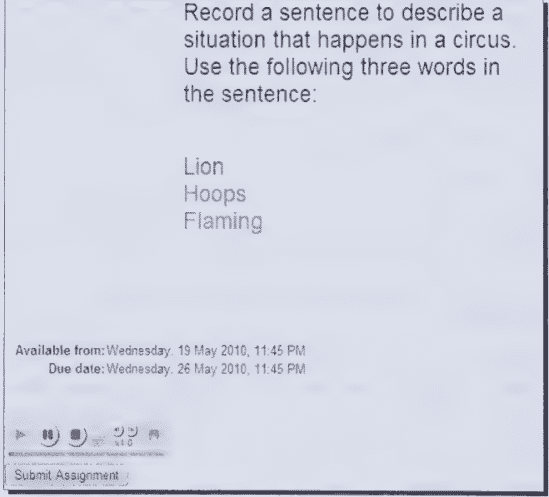 Record a sentence to describe a
situation that happens in a circus.
Use the following three words in
the sentence:
Lion
Hoops
Flaming
Available from: Wednesday, 19 May 2010, 11:45 PM
Due date: Wednesday, 26 May 2010, 11:45 PM
Submit Assignment